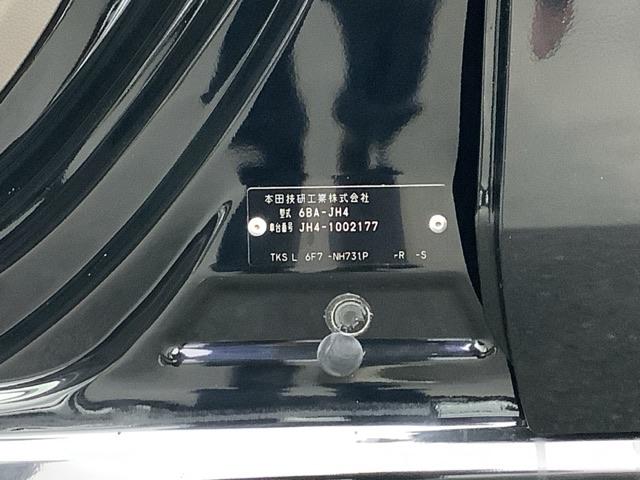 本田技研工業株式会社
型式 6BA-JH4
車台番号 JH4-1002177
TKS L 6F7 -NH731P -R -S